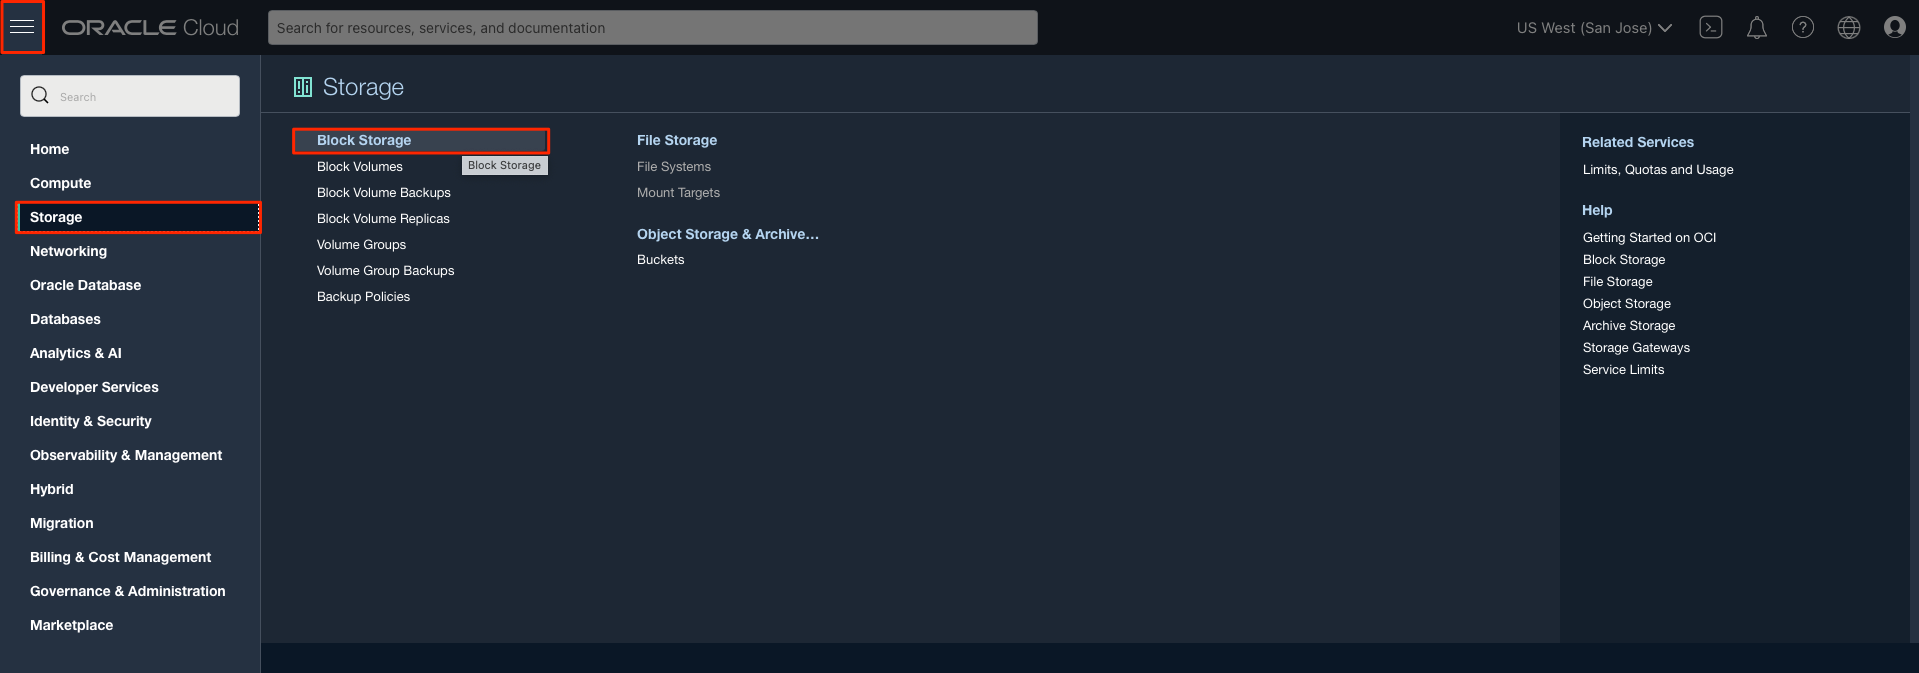 ORACLE Cloud
Search for resources, services, and documentation
US West (San Jose)
Search
Home
Compute
Storage
Networking
Oracle Database
Databases
Analytics & AI
Developer Services
Identity & Security
Observability & Management
Hybrid
Migration
Billing & Cost Management
Governance & Administration
Marketplace
Storage
Block Storage
Block Volumes
Block Storage
Block Volume Backups
Block Volume Replicas
Volume Groups
Volume Group Backups
Backup Policies
File Storage
File Systems
Mount Targets
Object Storage & Archive...
Buckets
Related Services
Limits, Quotas and Usage
Help
Getting Started on OCI
Block Storage
File Storage
Object Storage
Archive Storage
Storage Gateways
Service Limits